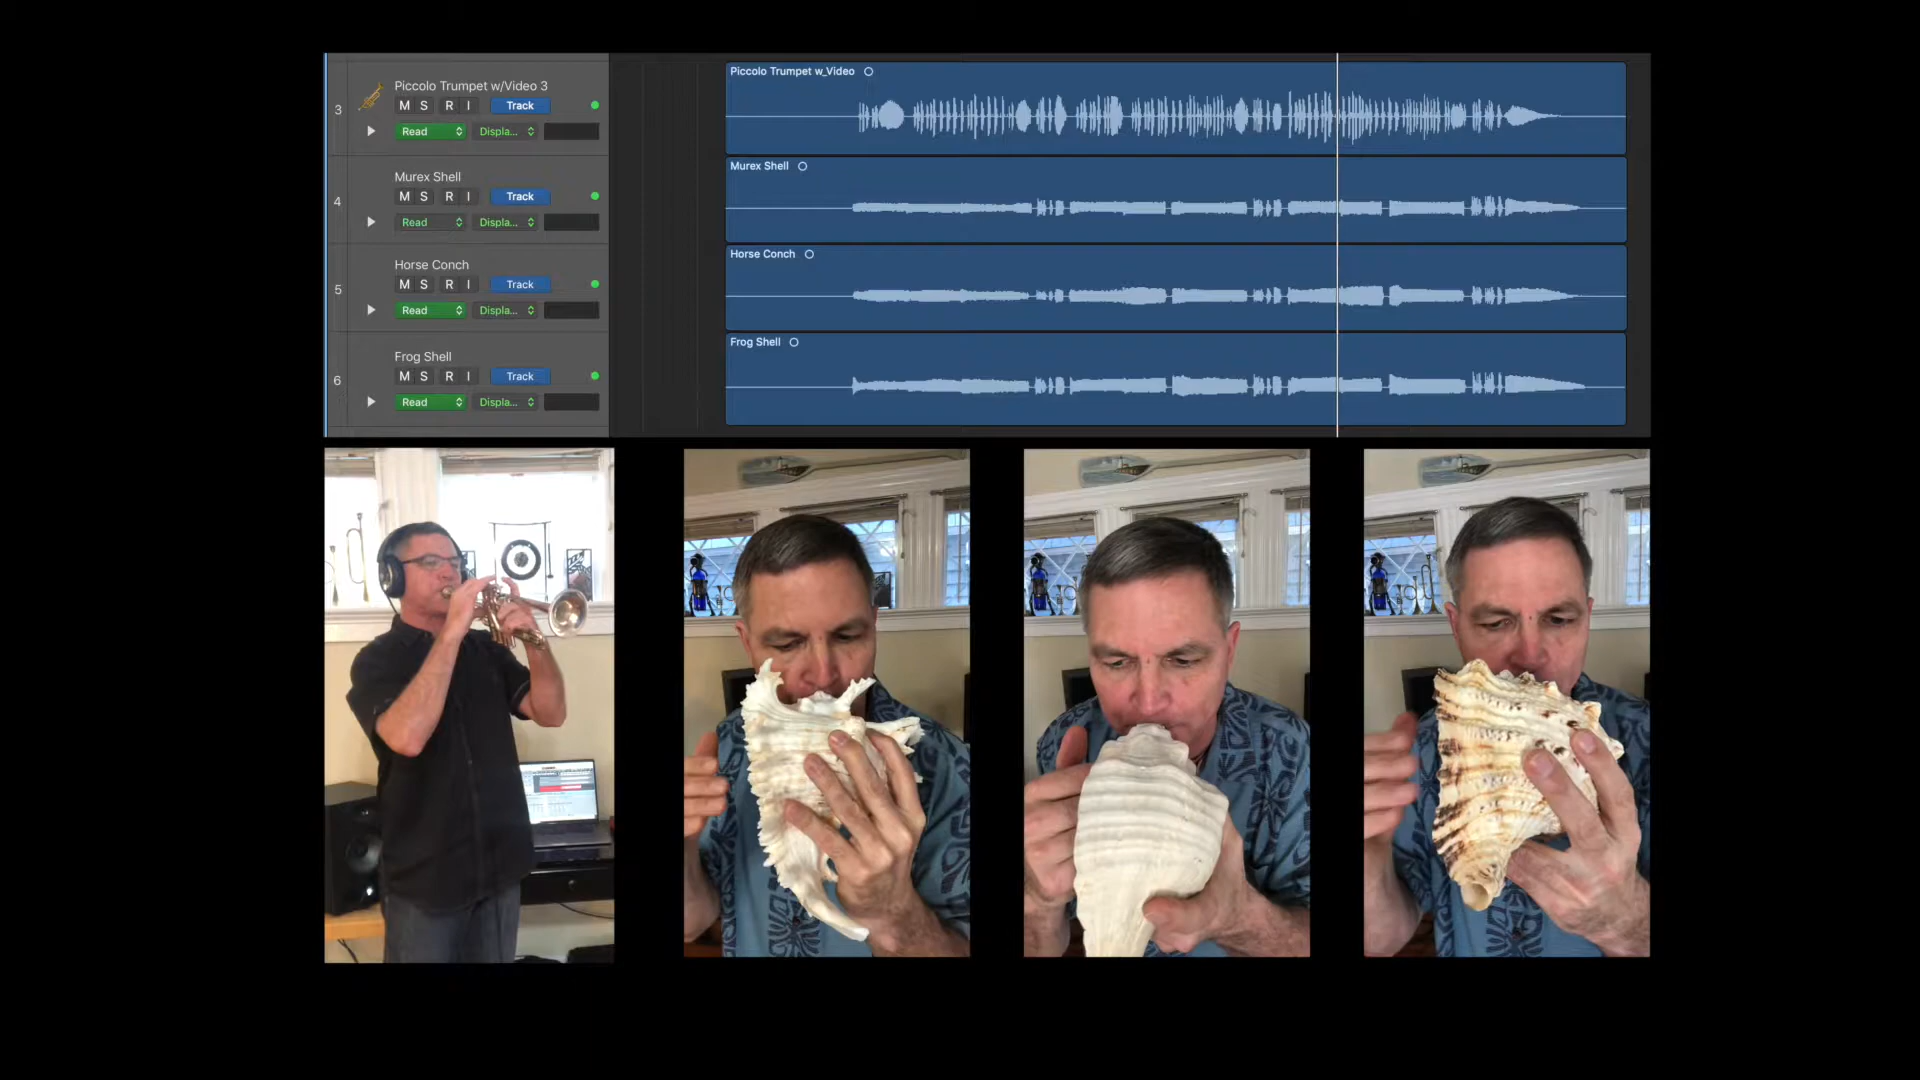 Piccolo Trumpet w/Video 3
3
M S R I Track
Read Displa...
Piccolo Trumpet w_Video
Murex Shell
4
M S R I Track
Read Displa...
Murex Shell
Horse Conch
5
M S R I Track
Read Displa...
Horse Conch
Frog Shell
6
M S R I Track
Read Displa...
Frog Shell